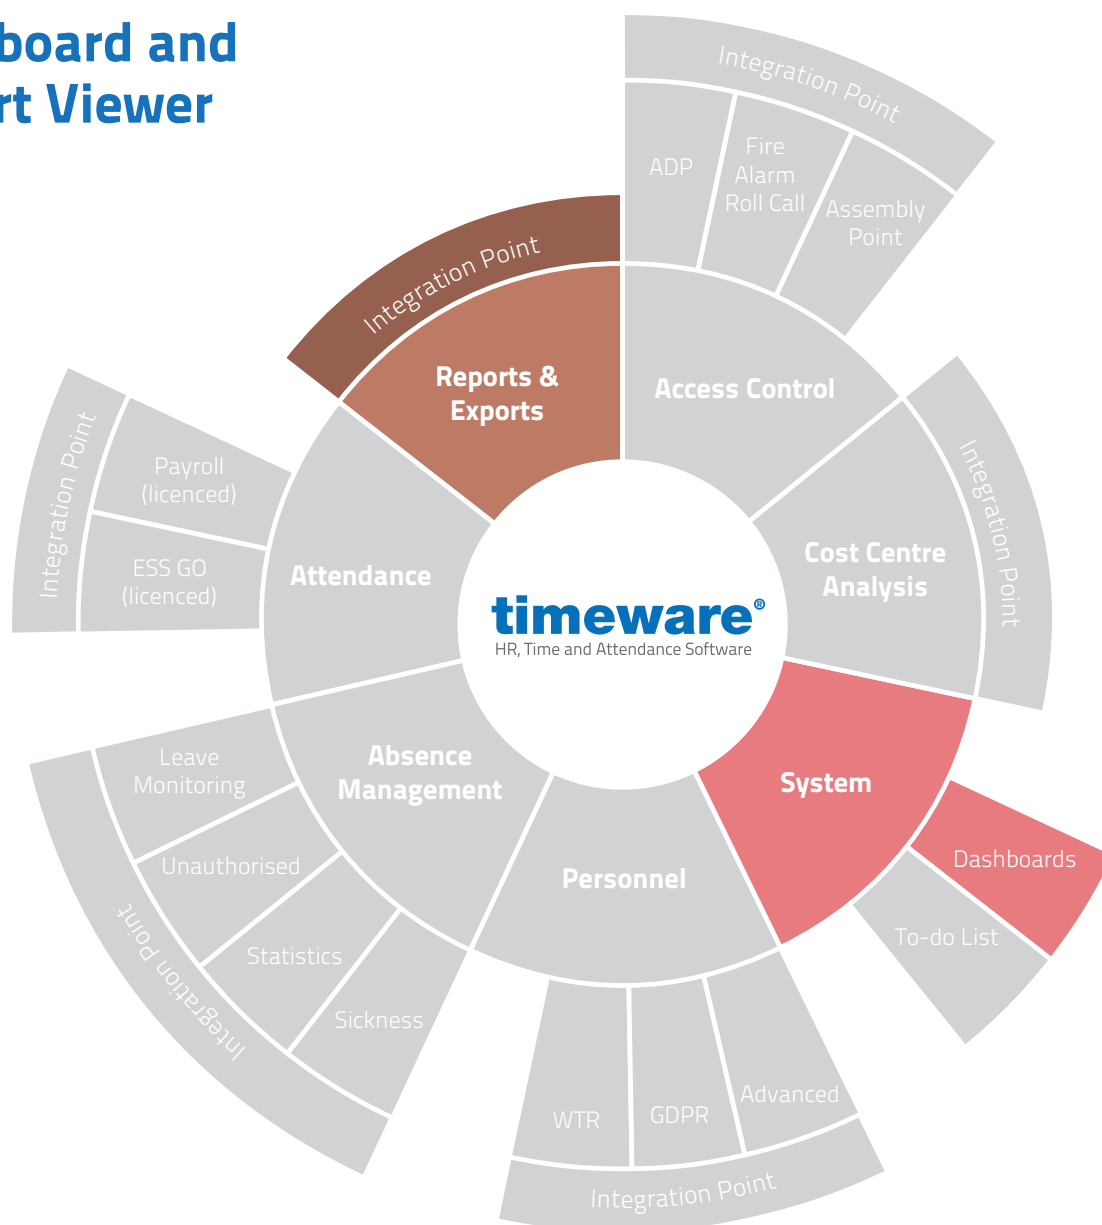 board and
rt Viewer
Integration Point
ADP
Fire
Alarm
Roll Call
Assembly
Point
Integration Point
Reports &
Exports
Access Control
Integration Point
Payroll
(licenced)
ESS GO
(licenced)
Attendance
Cost Centre
Analysis
Integration Point
timeware®
HR, Time and Attendance Software
Absence
Management
System
Leave
Monitoring
Unauthorised
Statistics
Sickness
Integration Point
Personnel
Dashboards
To-do List
WTR
GDPR
Advanced
Integration Point